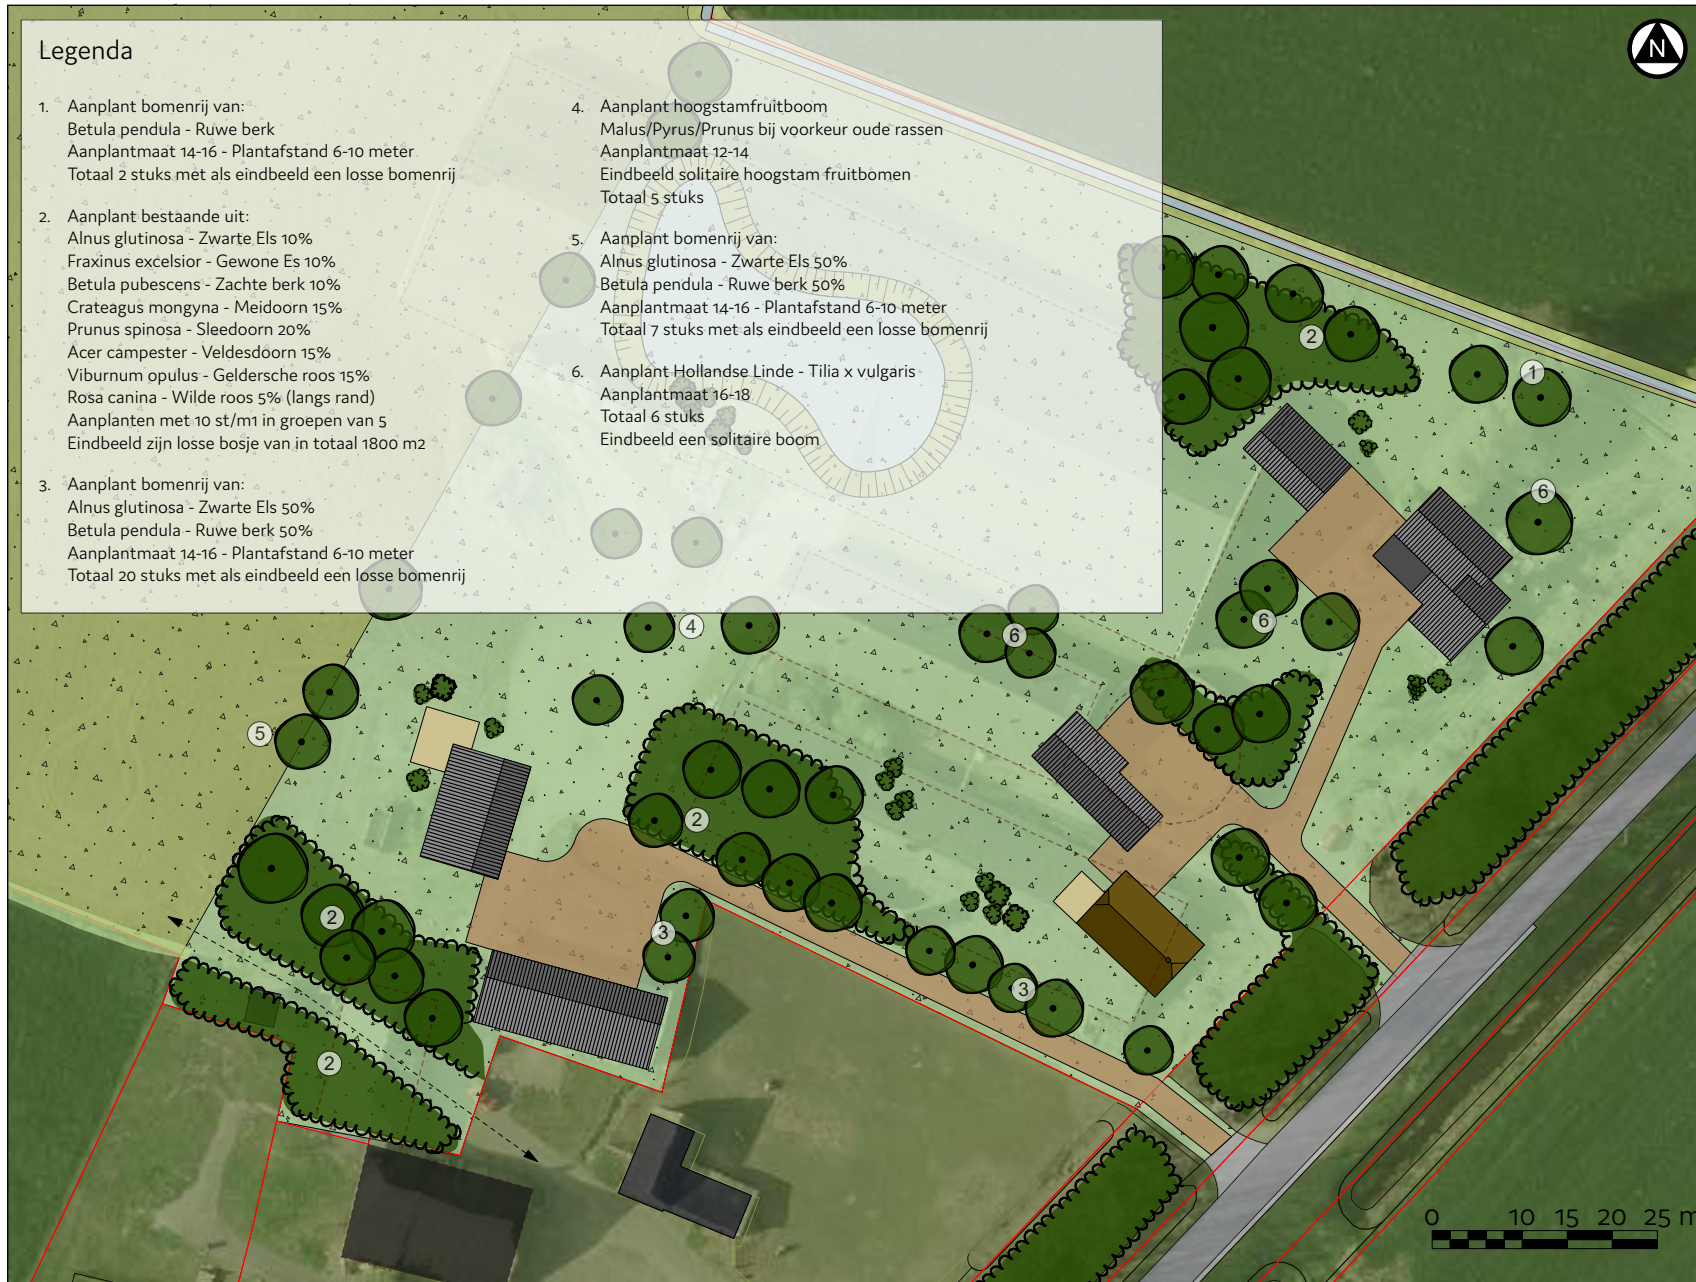 N
Legenda
1. Aanplant bomenrij van:
Betula pendula - Ruwe berk
Aanplantmaat 14-16 - Plantafstand 6-10 meter
Totaal 2 stuks met als eindbeeld een losse bomenrij
2. Aanplant bestaande uit:
Alnus glutinosa - Zwarte Els 10%
Fraxinus excelsior - Gewone Es 10%
Betula pubescens - Zachte berk 10%
Crateagus mongyna - Meidoorn 15%
Prunus spinosa - Sleedoorn 20%
Acer campester - Veldesdoorn 15%
Viburnum opulus - Geldersche roos 15%
Rosa canina - Wilde roos 5% (langs rand)
Aanplanten met 10 st/m1 in groepen van 5
Eindbeeld zijn losse bosje van in totaal 1800 m2
3. Aanplant bomenrij van:
Alnus glutinosa - Zwarte Els 50%
Betula pendula - Ruwe berk 50%
Aanplantmaat 14-16 - Plantafstand 6-10 meter
Totaal 20 stuks met als eindbeeld een losse bomenrij
4. Aanplant hoogstamfruitboom
Malus/Pyrus/Prunus bij voorkeur oude rassen
Aanplantmaat 12-14
Eindbeeld solitaire hoogstam fruitbomen
Totaal 5 stuks
5. Aanplant bomenrij van:
Alnus glutinosa - Zwarte Els 50%
Betula pendula - Ruwe berk 50%
Aanplantmaat 14-16 - Plantafstand 6-10 meter
Totaal 7 stuks met als eindbeeld een losse bomenrij
6. Aanplant Hollandse Linde - Tilia x vulgaris
Aanplantmaat 16-18
Totaal 6 stuks
Eindbeeld een solitaire boom
2
1
6
6
4
6
5
2
2
3
3
2
0 10 15 20 25 m